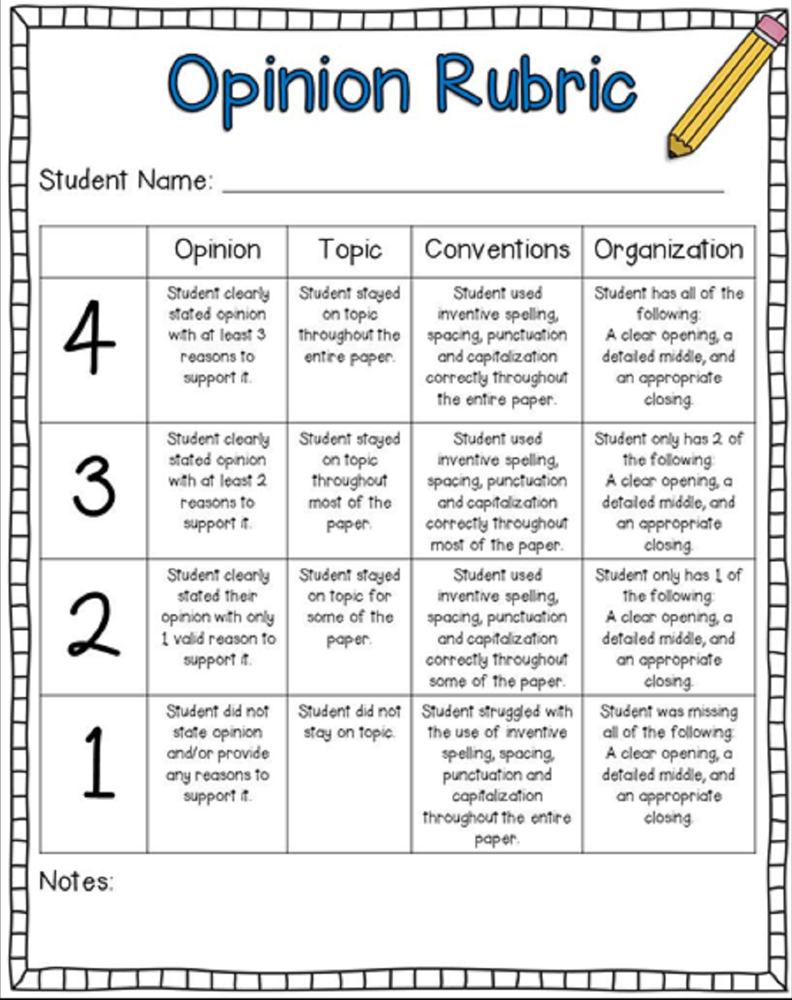 Opinion Rubric
Student Name:
Opinion Topic Conventions Organization
4
Student clearly
stated opinion
with at least 3
reasons to
support it.
Student stayed
on topic
throughout the
entire paper.
Student used
inventive spelling,
spacing, punctuation
and capitalization
correctly throughout
the entire paper.
Student has all of the
following:
A clear opening, a
detailed middle, and
an appropriate
closing.
3
Student clearly
stated opinion
with at least 2
reasons to
support it.
Student stayed
on topic
throughout
most of the
paper.
Student used
inventive spelling,
spacing, punctuation
and capitalization
correctly throughout
most of the paper.
Student only has 2 of
the following:
A clear opening, a
detailed middle, and
an appropriate
closing.
2
Student clearly
stated their
opinion with only
1 valid reason to
support it.
Student stayed
on topic for
some of the
paper.
Student used
inventive spelling,
spacing, punctuation
and capitalization
correctly throughout
some of the paper.
Student only has 1 of
the following:
A clear opening, a
detailed middle, and
an appropriate
closing.
1
Student did not
state opinion
and/or provide
any reasons to
support it.
Student did not
stay on topic.
Student struggled with
the use of inventive
spelling, spacing,
punctuation and
capitalization
throughout the entire
paper.
Student was missing
all of the following:
A clear opening, a
detailed middle, and
an appropriate
closing.
Notes: